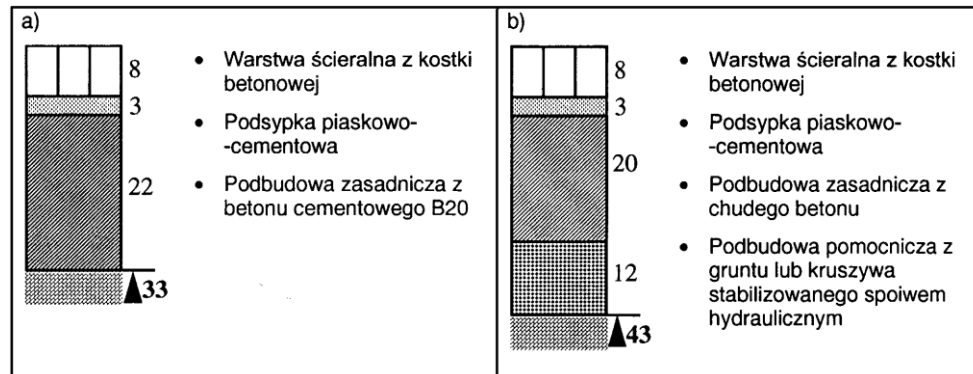 a)
8
3
22
33
• Warstwa ścieralna z kostki
betonowej
• Podsypka piaskowo-
-cementowa
• Podbudowa zasadnicza z
betonu cementowego B20
b)
8
3
20
12
43
• Warstwa ścieralna z kostki
betonowej
• Podsypka piaskowo-
-cementowa
• Podbudowa zasadnicza z
chudego betonu
• Podbudowa pomocnicza z
gruntu lub kruszywa
stabilizowanego spoiwem
hydraulicznym